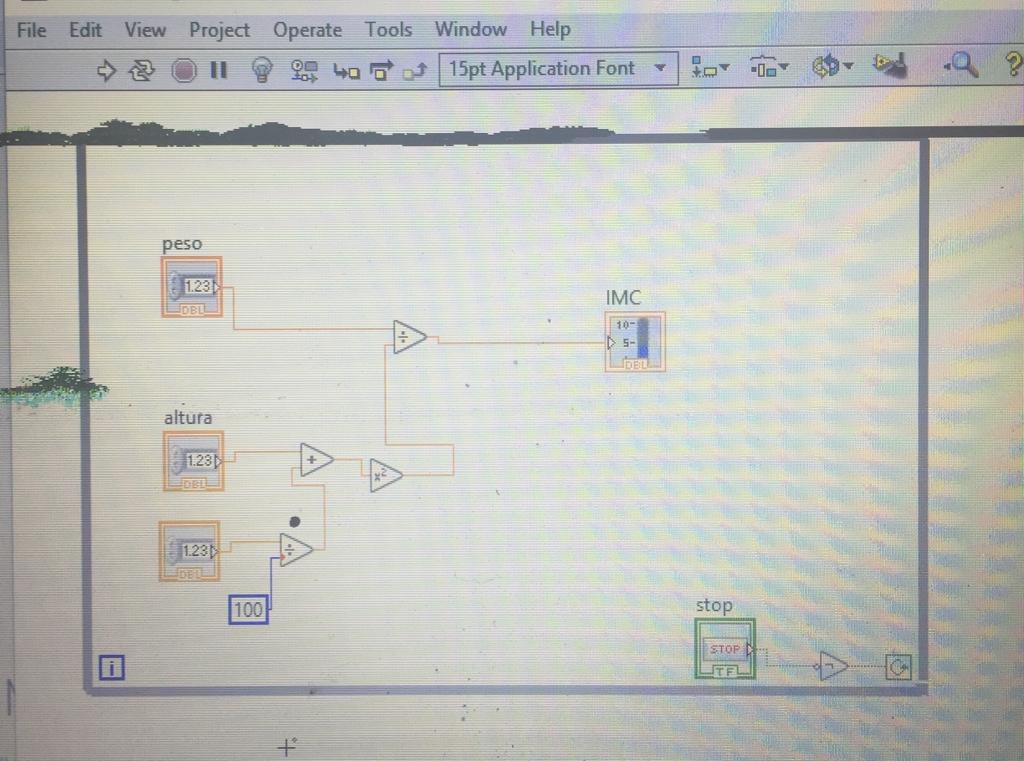 File Edit View Project Operate Tools Window Help
15pt Application Font
?
peso
1.23
DBL
IMC
10-
5-
DBL
altura
1.23
DBL
+
x²
÷
1.23
DBL
÷
100
stop
STOP
TF
i